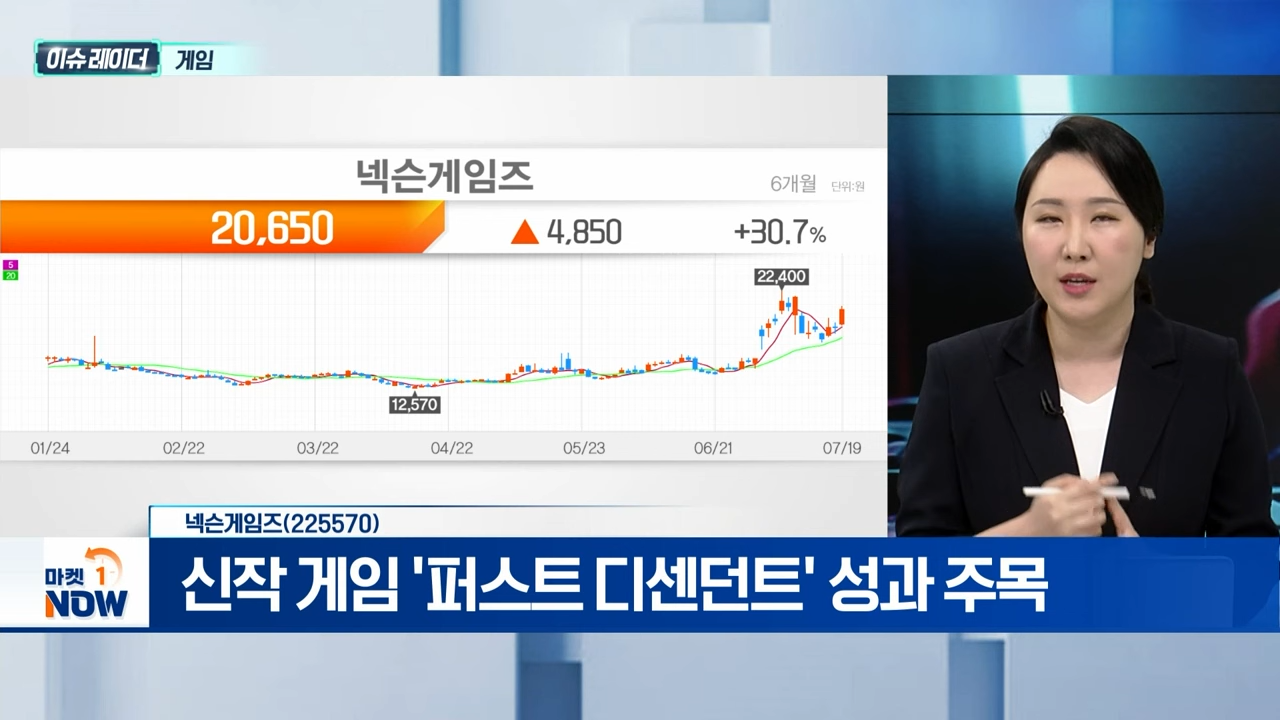 이슈 레이더 게임
넥슨게임즈
6개월 단위:원
20,650 ▲ 4,850 +30.7%
5
20
22,400
12,570
01/24 02/22 03/22 04/22 05/23 06/21 07/19
넥슨게임즈(225570)
마켓 1
NOW
신작 게임 '퍼스트 디센던트' 성과 주목